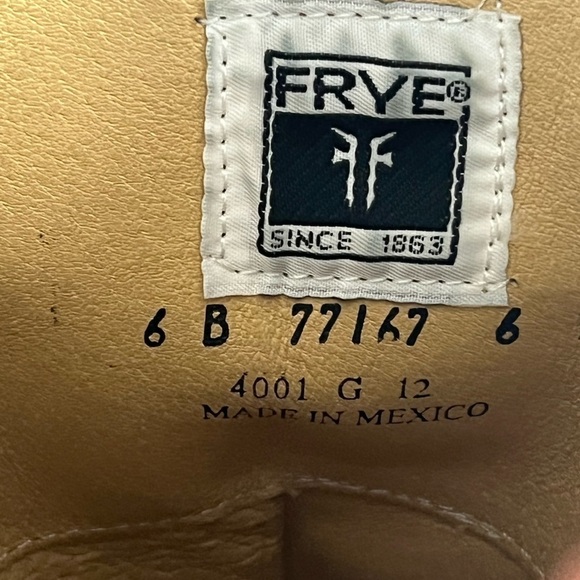 FRYE®
SINCE 1863
6 B 77167 6
4001 G 12
MADE IN MEXICO